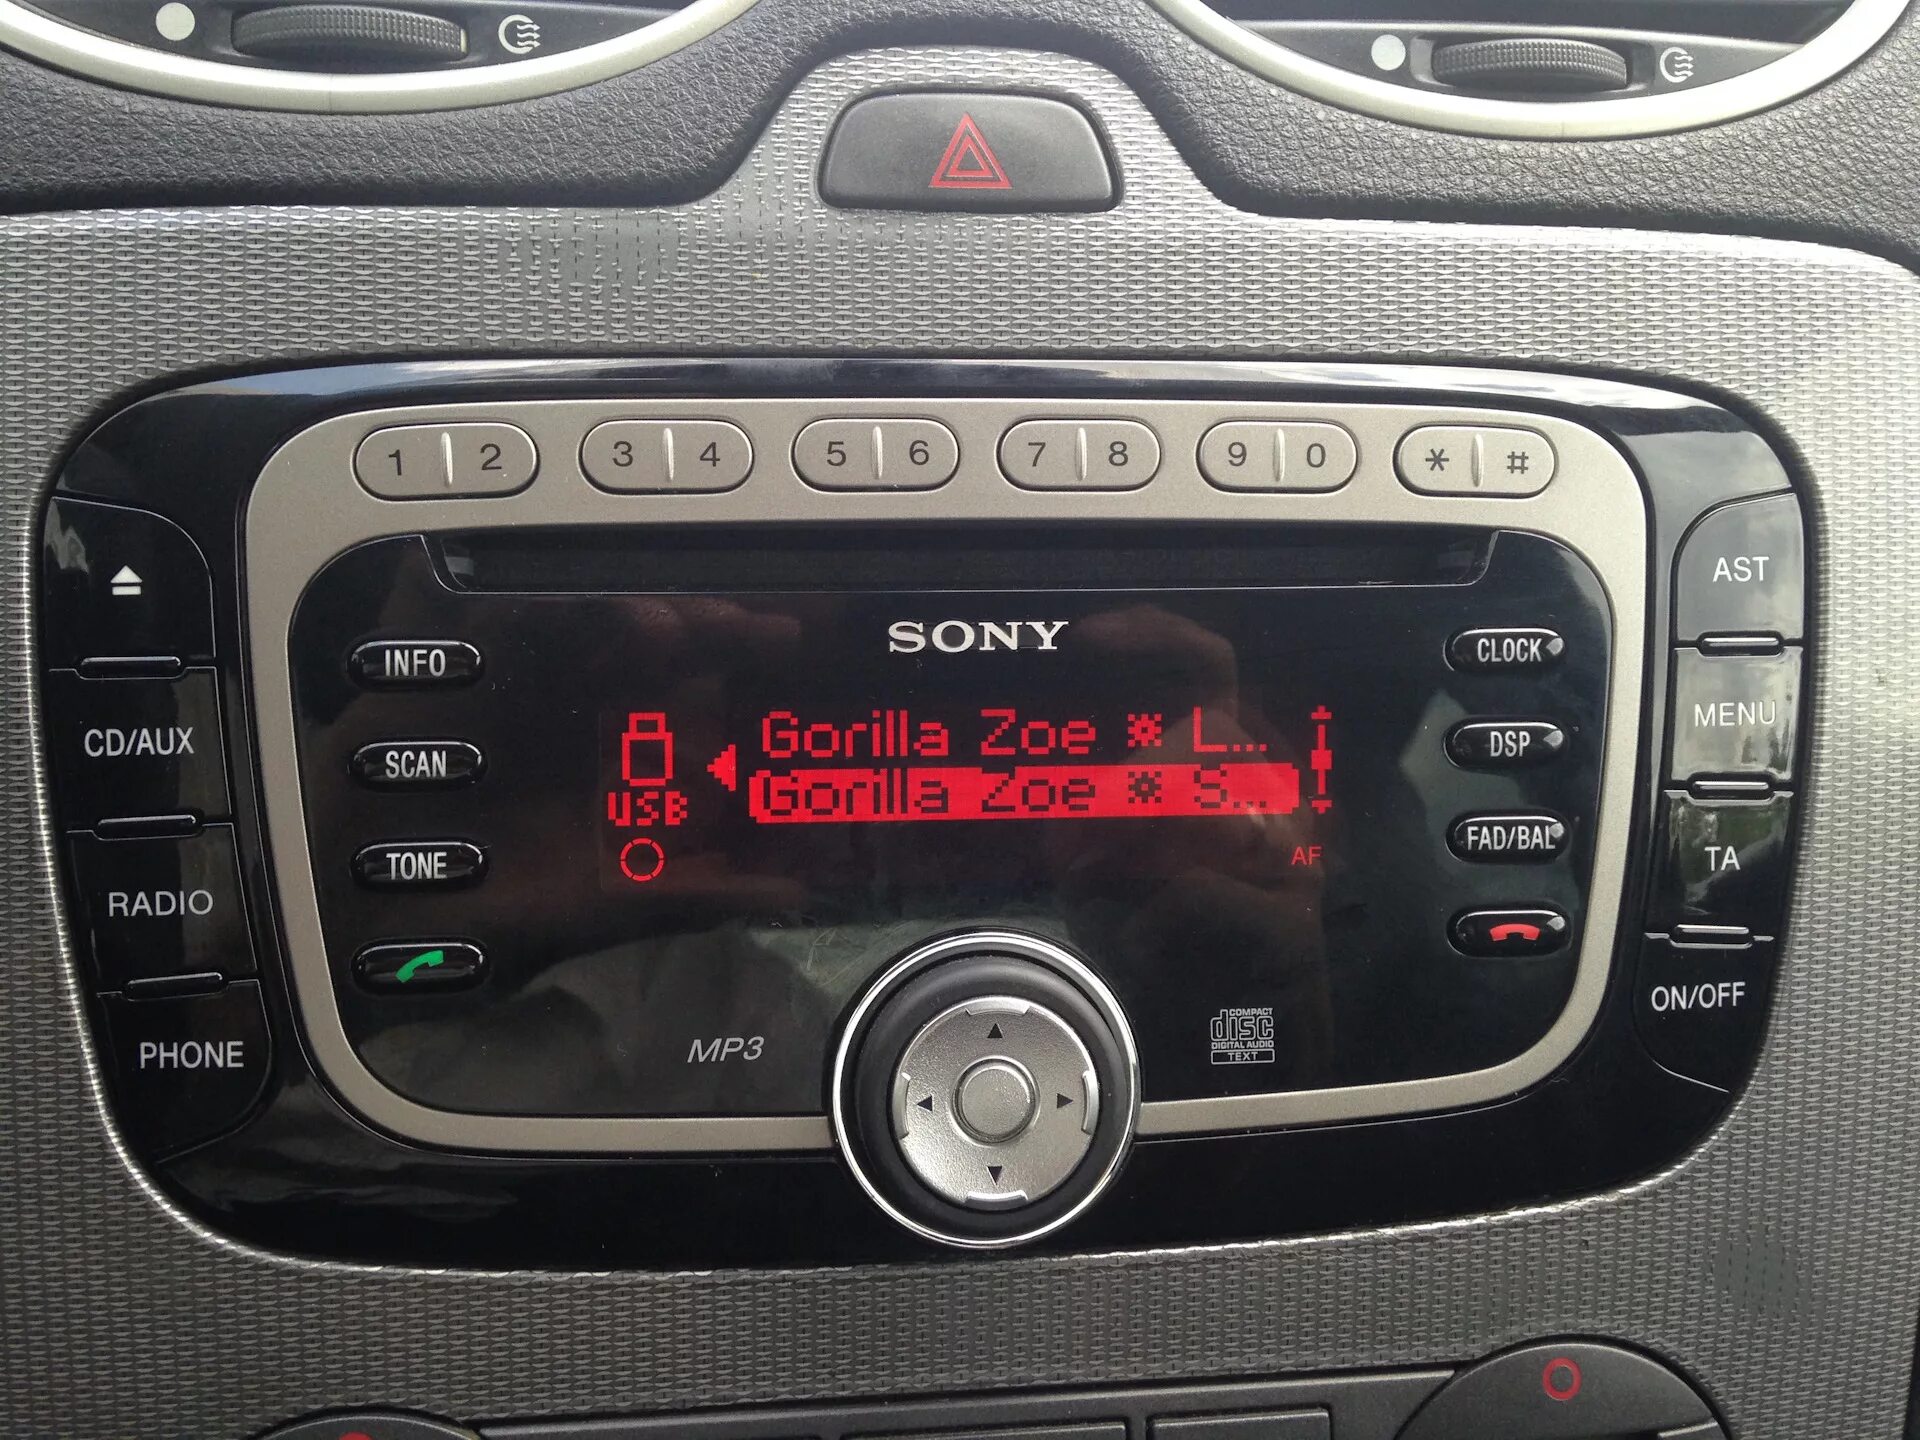 1 2 3 4 5 6 7 8 9 0 * #
SONY
INFO
SCAN
TONE
CD/AUX
RADIO
PHONE
USB
Gorilla Zoe ※ L...
Gorilla Zoe ※ S...
AF
CLOCK
DSP
FAD/BAL
AST
MENU
TA
ON/OFF
MP3
COMPACT
disc
DIGITAL AUDIO
TEXT